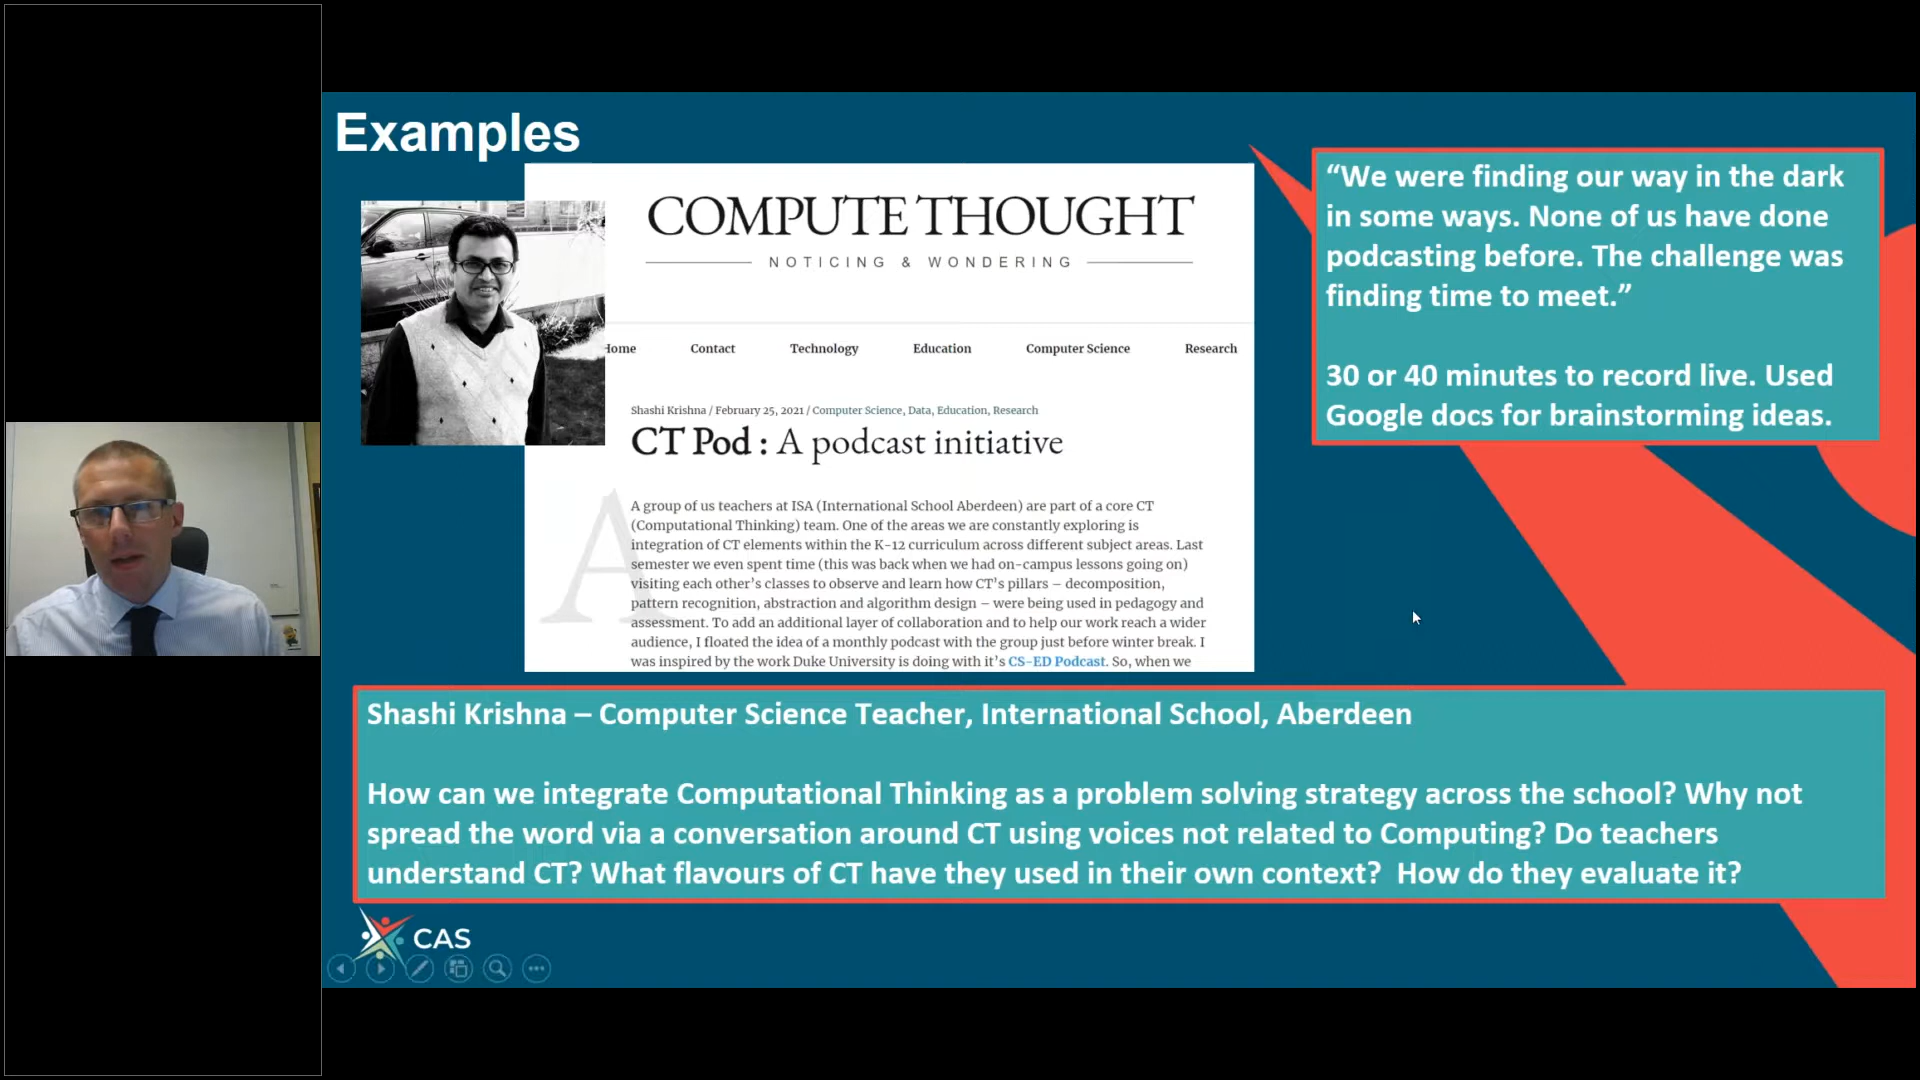 Examples
COMPUTE THOUGHT
NOTICING & WONDERING
Home Contact Technology Education Computer Science Research
Shashi Krishna / February 25, 2021 / Computer Science, Data, Education, Research
CT Pod : A podcast initiative
A group of us teachers at ISA (International School Aberdeen) are part of a core CT
(Computational Thinking) team. One of the areas we are constantly exploring is
integration of CT elements within the K-12 curriculum across different subject areas. Last
semester we even spent time (this was back when we had on-campus lessons going on)
visiting each other's classes to observe and learn how CT's pillars – decomposition,
pattern recognition, abstraction and algorithm design – were being used in pedagogy and
assessment. To add an additional layer of collaboration and to help our work reach a wider
audience, I floated the idea of a monthly podcast with the group just before winter break. I
was inspired by the work Duke University is doing with it's CS-ED Podcast. So, when we
A
“We were finding our way in the dark
in some ways. None of us have done
podcasting before. The challenge was
finding time to meet.”
30 or 40 minutes to record live. Used
Google docs for brainstorming ideas.
Shashi Krishna – Computer Science Teacher, International School, Aberdeen
How can we integrate Computational Thinking as a problem solving strategy across the school? Why not
spread the word via a conversation around CT using voices not related to Computing? Do teachers
understand CT? What flavours of CT have they used in their own context?  How do they evaluate it?
CAS